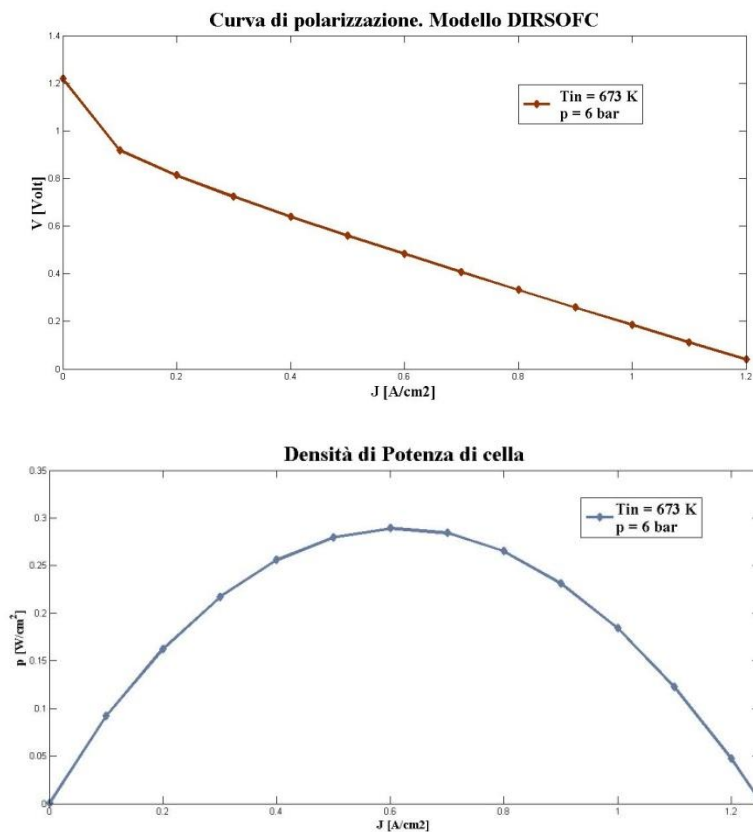 Curva di polarizzazione. Modello DIRSOFC
1.4
1.2
1
0.8
0.6
0.4
0.2
0
V [Volt]
Tin = 673 K
p = 6 bar
0 0.2 0.4 0.6 0.8 1 1.2
J [A/cm2]
Densità di Potenza di cella
0.35
0.3
0.25
0.2
0.15
0.1
0.05
0
p [W/cm²]
Tin = 673 K
p = 6 bar
0 0.2 0.4 0.6 0.8 1 1.2
J [A/cm2]